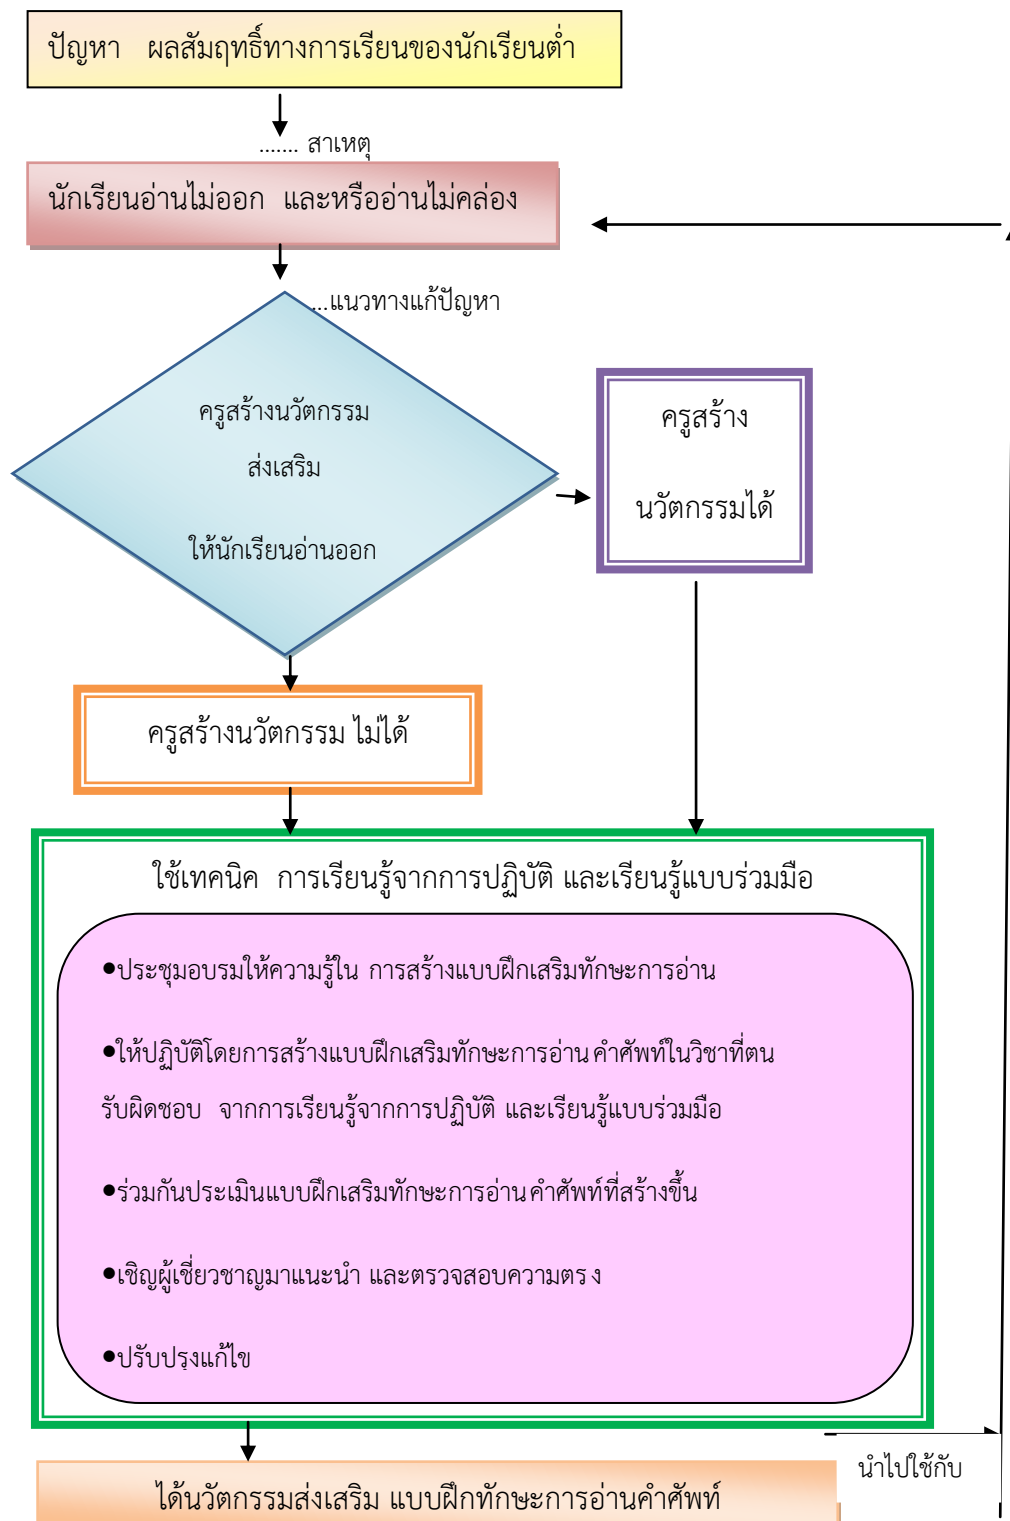 ปัญหา ผลสัมฤทธิ์ทางการเรียนของนักเรียนต่ำ
....... สาเหตุ
นักเรียนอ่านไม่ออก และหรืออ่านไม่คล่อง
...แนวทางแก้ปัญหา
ครูสร้างนวัตกรรม
ส่งเสริม
ให้นักเรียนอ่านออก
ครูสร้าง
นวัตกรรมได้
ครูสร้างนวัตกรรม ไม่ได้
ใช้เทคนิค การเรียนรู้จากการปฏิบัติ และเรียนรู้แบบร่วมมือ
●ประชุมอบรมให้ความรู้ใน การสร้างแบบฝึกเสริมทักษะการอ่าน
●ให้ปฏิบัติโดยการสร้างแบบฝึกเสริมทักษะการอ่าน คำศัพท์ในวิชาที่ตน
รับผิดชอบ จากการเรียนรู้จากการปฏิบัติ และเรียนรู้แบบร่วมมือ
●ร่วมกันประเมินแบบฝึกเสริมทักษะการอ่าน คำศัพท์ที่สร้างขึ้น
●เชิญผู้เชี่ยวชาญมาแนะนำ และตรวจสอบความตรง
●ปรับปรุงแก้ไข
นำไปใช้กับ
ได้นวัตกรรมส่งเสริม แบบฝึกทักษะการอ่านคำศัพท์